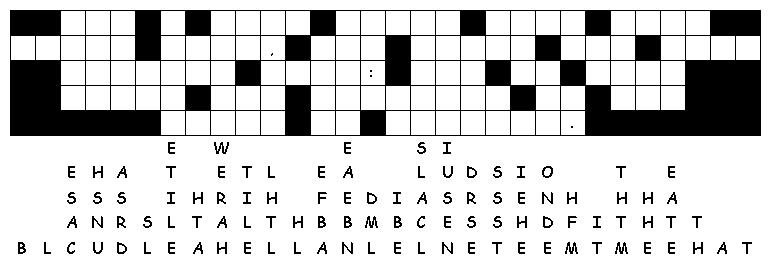 ,
:
.
E W E S I
E H A T E T L E A L U D S I O T E
S S S I H R I H F E D I A S R S E N H H H A
A N R S L T A L T H B B M B C E S S H D F I T H T T
B L C U D L E A H E L L A N L E L N E T E E M T M E E H A T